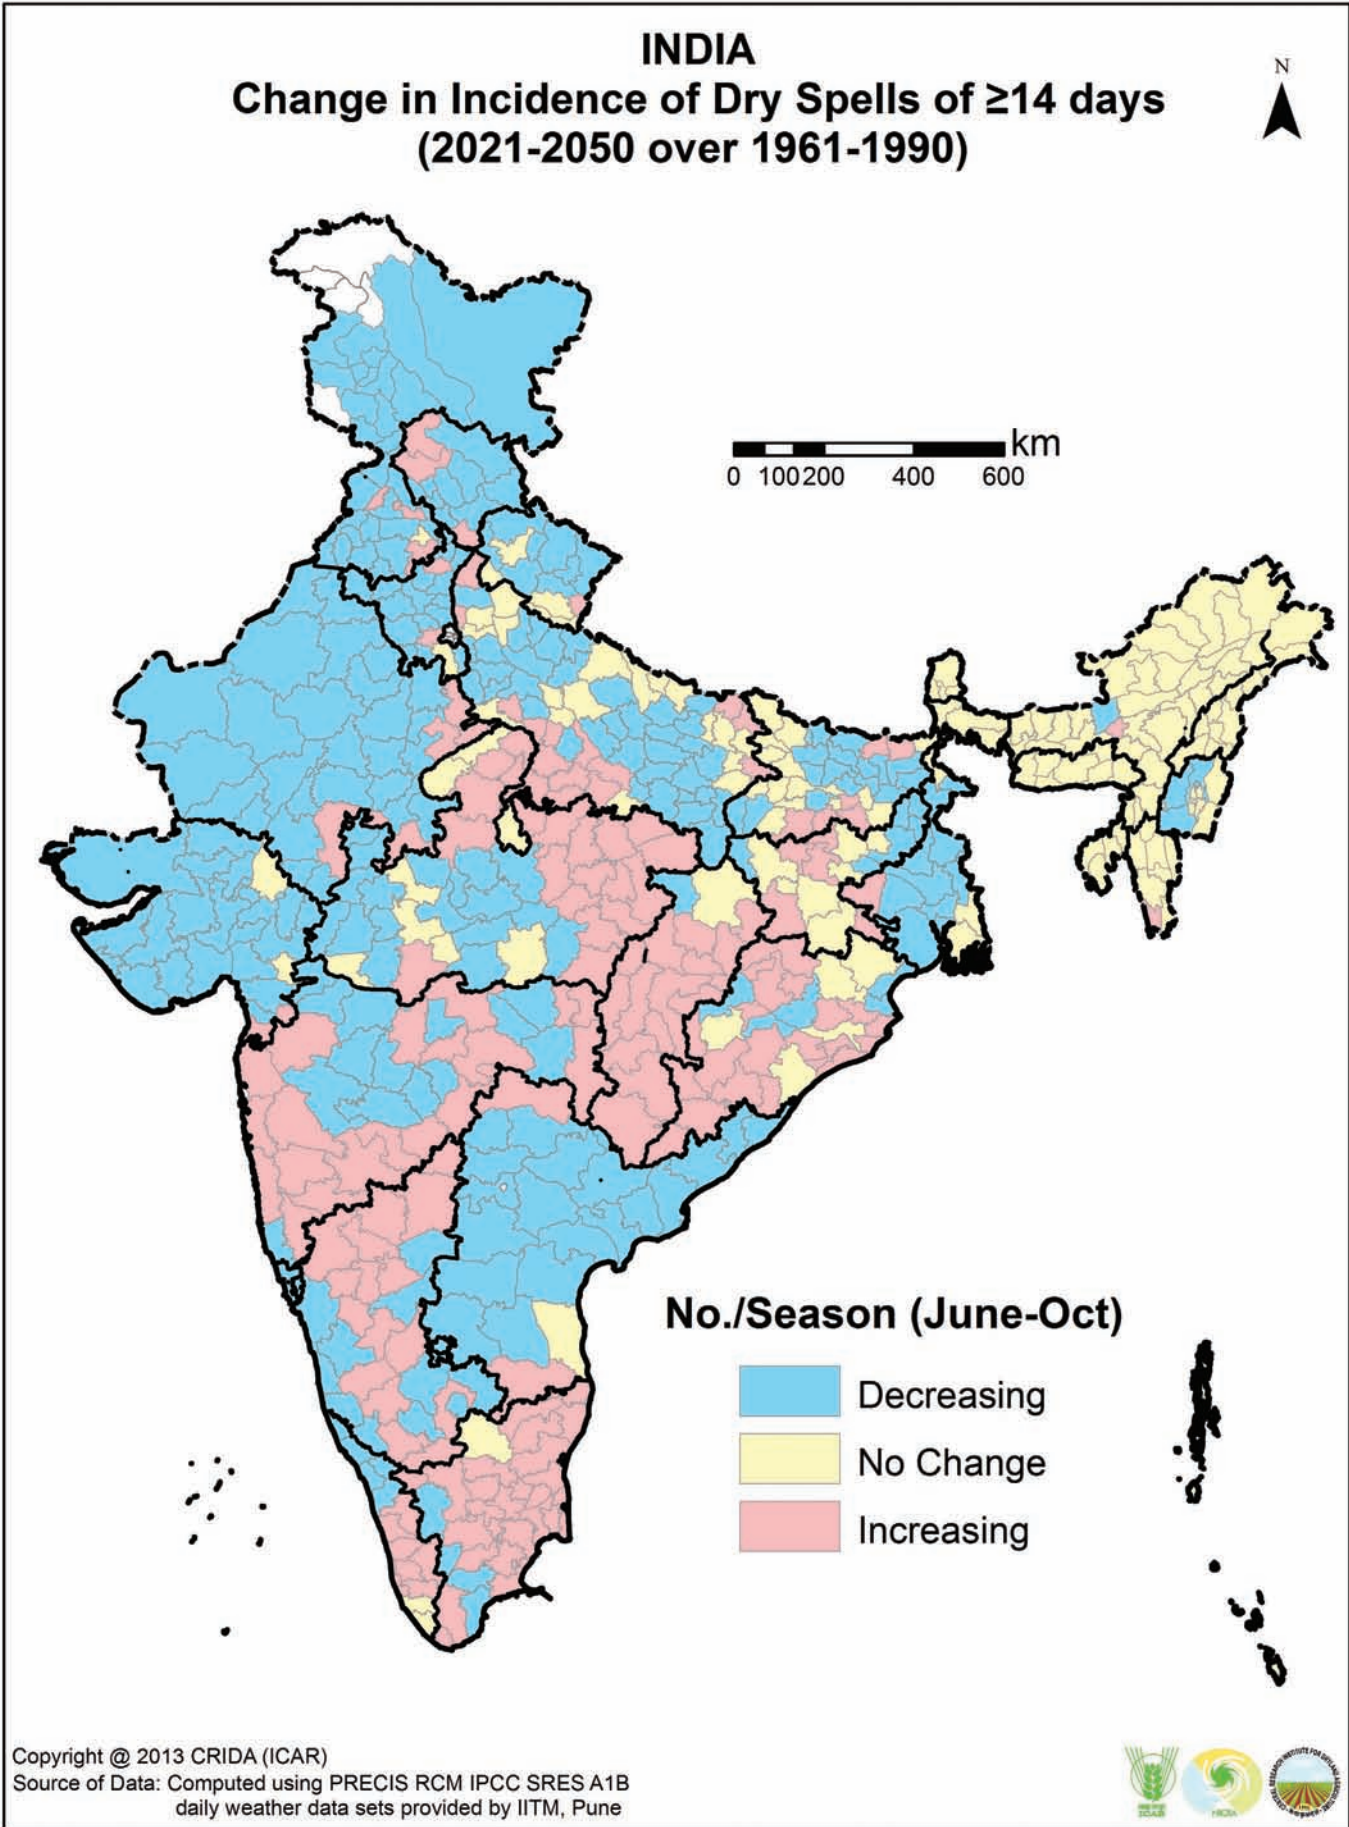 INDIA
Change in Incidence of Dry Spells of ≥14 days
(2021-2050 over 1961-1990)
N
km
0 100 200 400 600
No./Season (June-Oct)
Decreasing
No Change
Increasing
Copyright @ 2013 CRIDA (ICAR)
Source of Data: Computed using PRECIS RCM IPCC SRES A1B
daily weather data sets provided by IITM, Pune